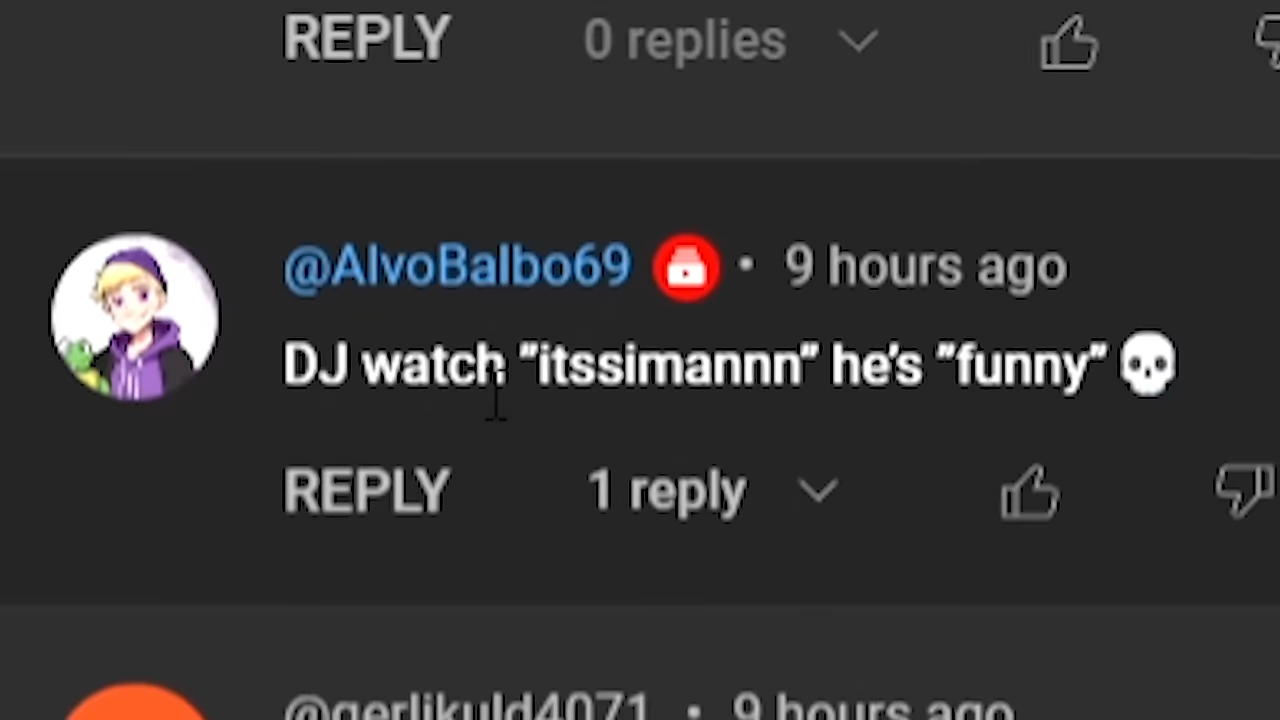 REPLY 0 replies
@AlvoBalbo69 • 9 hours ago
DJ watch "itssimannn" he's "funny" 💀
REPLY 1 reply
@gerlikuld4071 • 9 hours ago